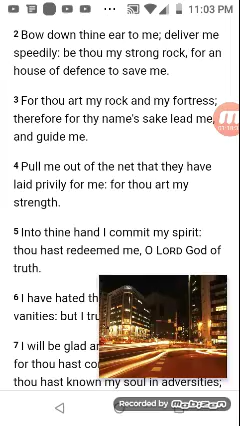 11:03 PM
2 Bow down thine ear to me; deliver me
speedily: be thou my strong rock, for an
house of defence to save me.
3 For thou art my rock and my fortress;
therefore for thy name's sake lead me,
and guide me.
4 Pull me out of the net that they have
laid privily for me: for thou art my
strength.
5 Into thine hand I commit my spirit:
thou hast redeemed me, O LORD God of
truth.
6 I have hated
vanities: but I
7 I will be glad
for thou hast
thou hast known my soul in adversities;
Recorded by mobizen